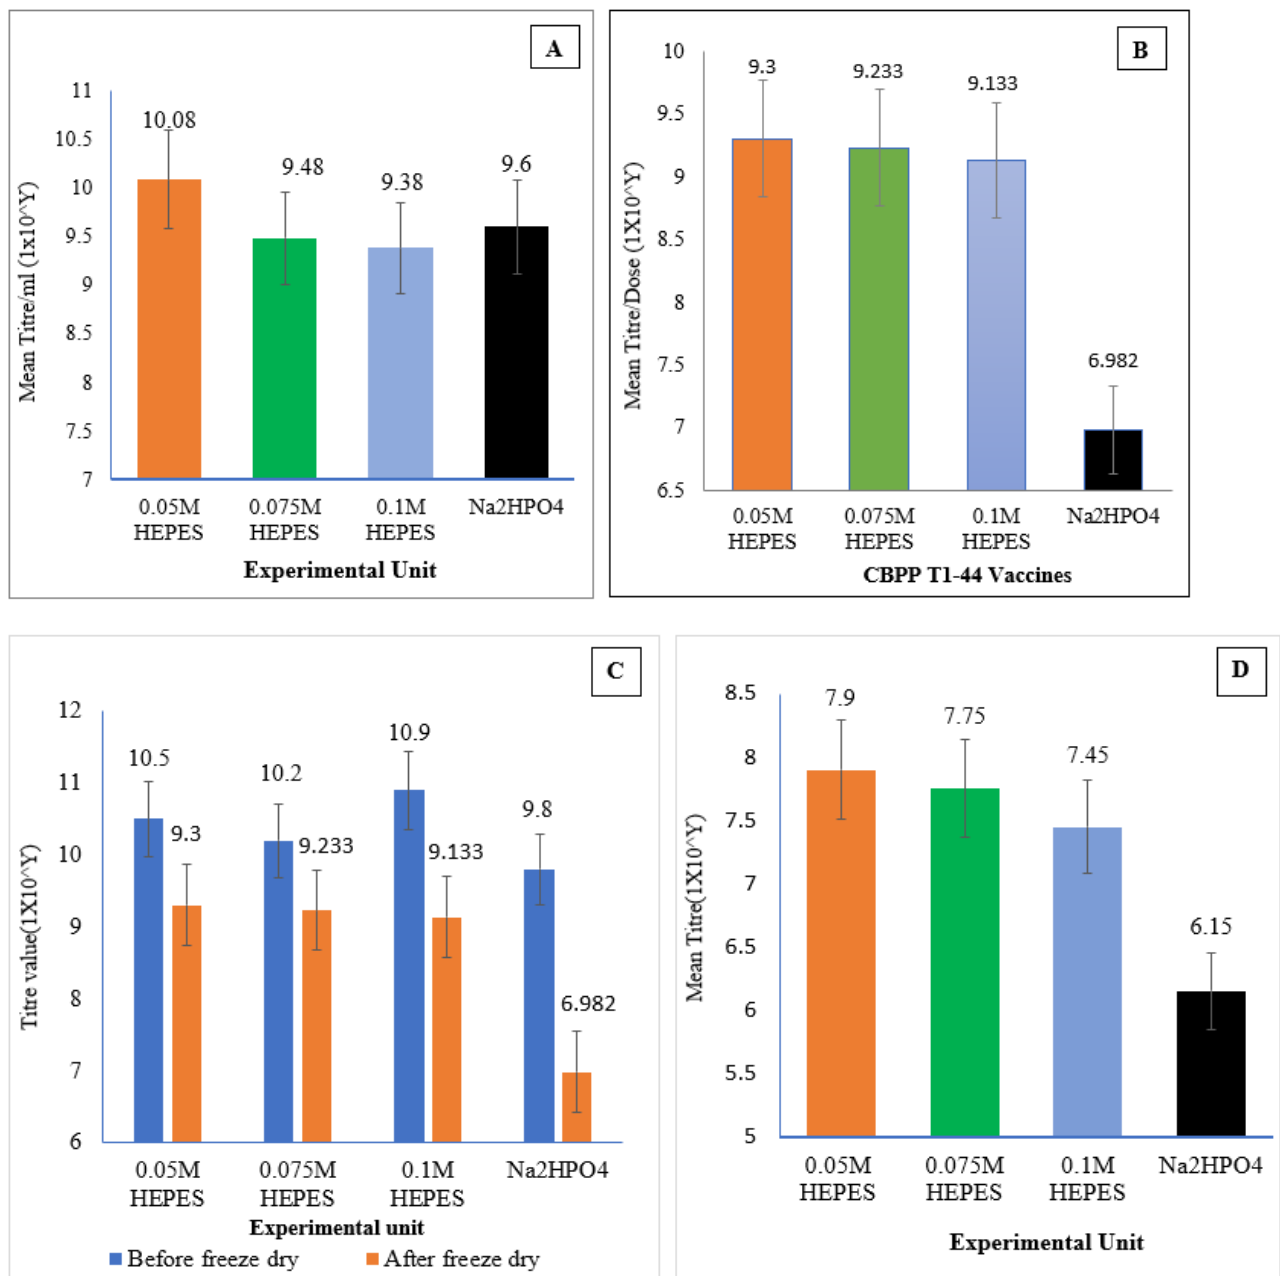 A
11
10.5
10
9.5
9
8.5
8
7.5
7
Mean Titre/ml (1x10^Y)
10.08
9.48
9.38
9.6
0.05M
HEPES
0.075M
HEPES
0.1M
HEPES
Na2HPO4
Experimental Unit
B
10
9.5
9
8.5
8
7.5
7
6.5
Mean Titre/Dose (1X10^Y)
9.3
9.233
9.133
6.982
0.05M
HEPES
0.075M
HEPES
0.1M
HEPES
Na2HPO4
CBPP T1-44 Vaccines
C
12
11
10
9
8
7
6
Titre value(1X10^Y)
10.5
9.3
10.2
9.233
10.9
9.133
9.8
6.982
0.05M
HEPES
0.075M
HEPES
0.1M
HEPES
Na2HPO4
Experimental unit
Before freeze dry
After freeze dry
D
8.5
8
7.5
7
6.5
6
5.5
5
Mean Titre(1X10^Y)
7.9
7.75
7.45
6.15
0.05M
HEPES
0.075M
HEPES
0.1M
HEPES
Na2HPO4
Experimental Unit